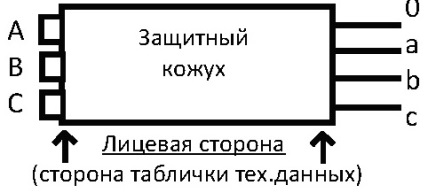 0
A
Защитный
a
B
кожух
b
C
c
Лицевая сторона
(сторона таблички тех.данных)